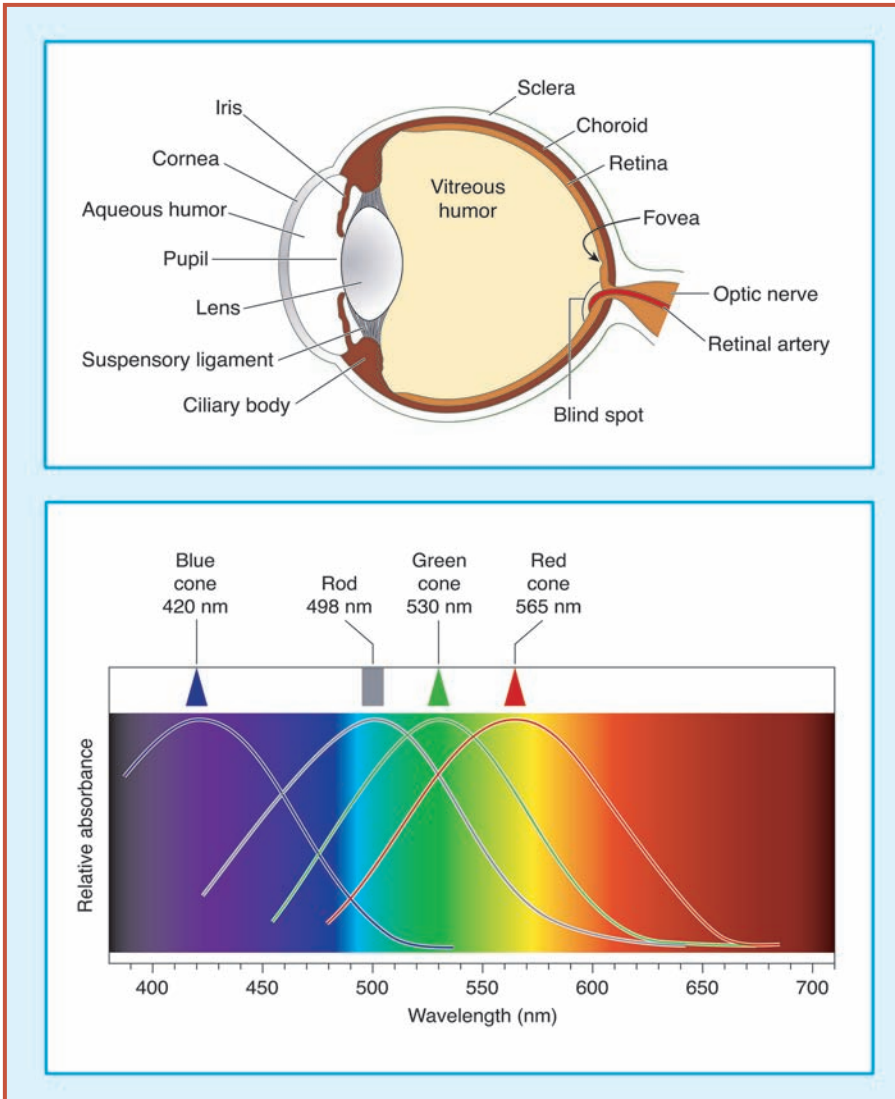 Sclera
Iris
Choroid
Cornea
Retina
Vitreous
humor
Aqueous humor
Fovea
Pupil
Optic nerve
Lens
Retinal artery
Suspensory ligament
Ciliary body
Blind spot
Blue
cone
420 nm
Rod
498 nm
Green
cone
530 nm
Red
cone
565 nm
Relative absorbance
400 450 500 550 600 650 700
Wavelength (nm)